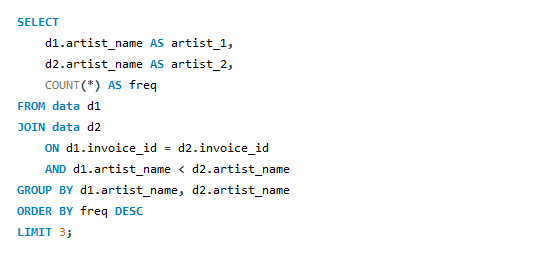 SELECT
    d1.artist_name AS artist_1,
    d2.artist_name AS artist_2,
    COUNT(*) AS freq
FROM data d1
JOIN data d2
    ON d1.invoice_id = d2.invoice_id
    AND d1.artist_name < d2.artist_name
GROUP BY d1.artist_name, d2.artist_name
ORDER BY freq DESC
LIMIT 3;